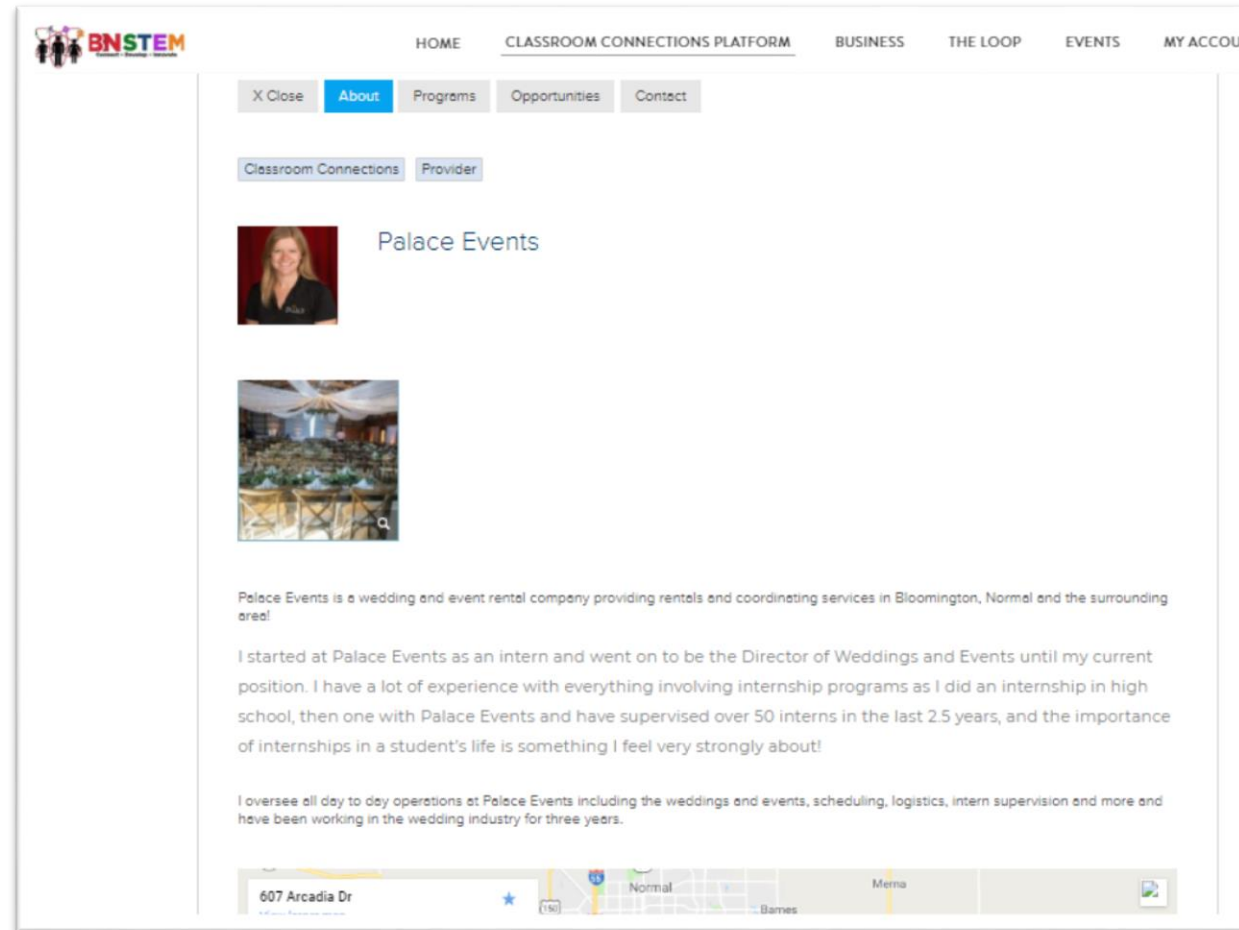 BNSTEM
Connect - Develop - Innovate
HOME CLASSROOM CONNECTIONS PLATFORM BUSINESS THE LOOP EVENTS MY ACCOU
X Close About Programs Opportunities Contact
Classroom Connections Provider
Palace Events
Palace Events is a wedding and event rental company providing rentals and coordinating services in Bloomington, Normal and the surrounding
area!
I started at Palace Events as an intern and went on to be the Director of Weddings and Events until my current
position. I have a lot of experience with everything involving internship programs as I did an internship in high
school, then one with Palace Events and have supervised over 50 interns in the last 2.5 years, and the importance
of internships in a student's life is something I feel very strongly about!
I oversee all day to day operations at Palace Events including the weddings and events, scheduling, logistics, intern supervision and more and
have been working in the wedding industry for three years.
607 Arcadia Dr
Normal
Merna
150
Barnes